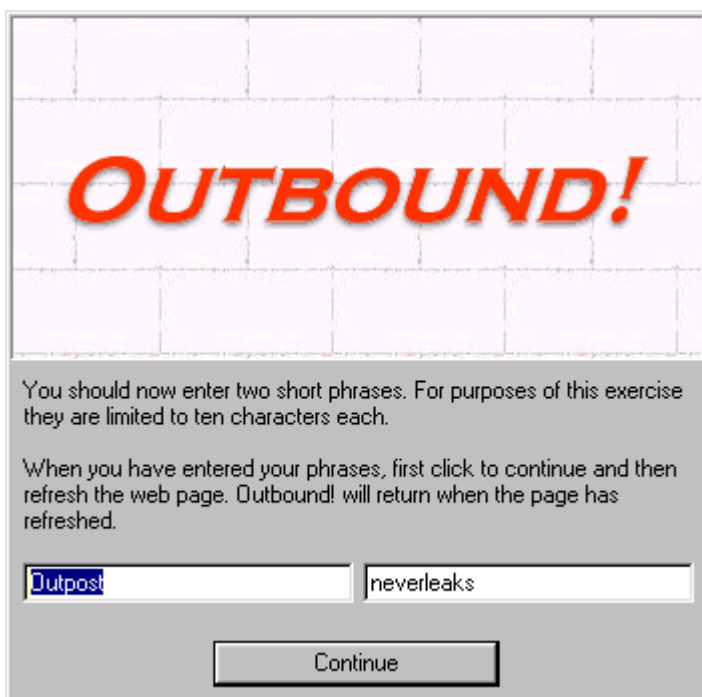 OUTBOUND!
You should now enter two short phrases. For purposes of this exercise
they are limited to ten characters each.
When you have entered your phrases, first click to continue and then
refresh the web page. Outbound! will return when the page has
refreshed.
Outpost neverleaks
Continue